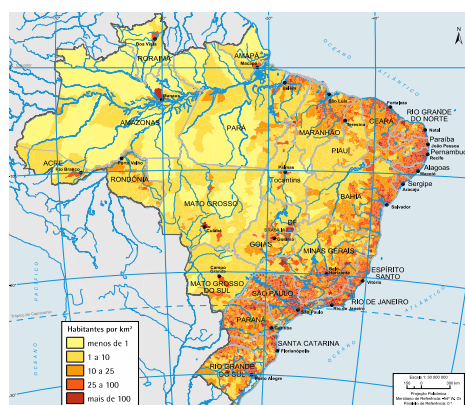 OCEANO
ATLÂNTICO
Boa Vista
RORAIMA
AMAPÁ
Macapá
Belém
São Luís
Fortaleza
Manaus
AMAZONAS
PARÁ
MARANHÃO
Teresina
CEARÁ
RIO GRANDE
DO NORTE
Natal
Paraíba
João Pessoa
Pernambuco
Recife
PIAUÍ
Alagoas
Maceió
Sergipe
Aracaju
ACRE
Rio Branco
Porto Velho
RONDÔNIA
Palmas
Tocantins
BAHIA
Salvador
MATO GROSSO
Cuiabá
DF
BRASÍLIA
GOIÁS
Goiânia
MINAS GERAIS
Belo
Horizonte
ESPÍRITO
SANTO
Vitória
Campo
Grande
MATO GROSSO
DO SUL
SÃO PAULO
São Paulo
RIO DE JANEIRO
Rio de Janeiro
PARANÁ
Curitiba
SANTA CATARINA
Florianópolis
RIO GRANDE
DO SUL
Porto Alegre
OCEANO
PACÍFICO
Trópico de Capricórnio
OCEANO
ATLÂNTICO
Habitantes por km²
menos de 1
1 a 10
10 a 25
25 a 100
mais de 100
Projeção Policônica